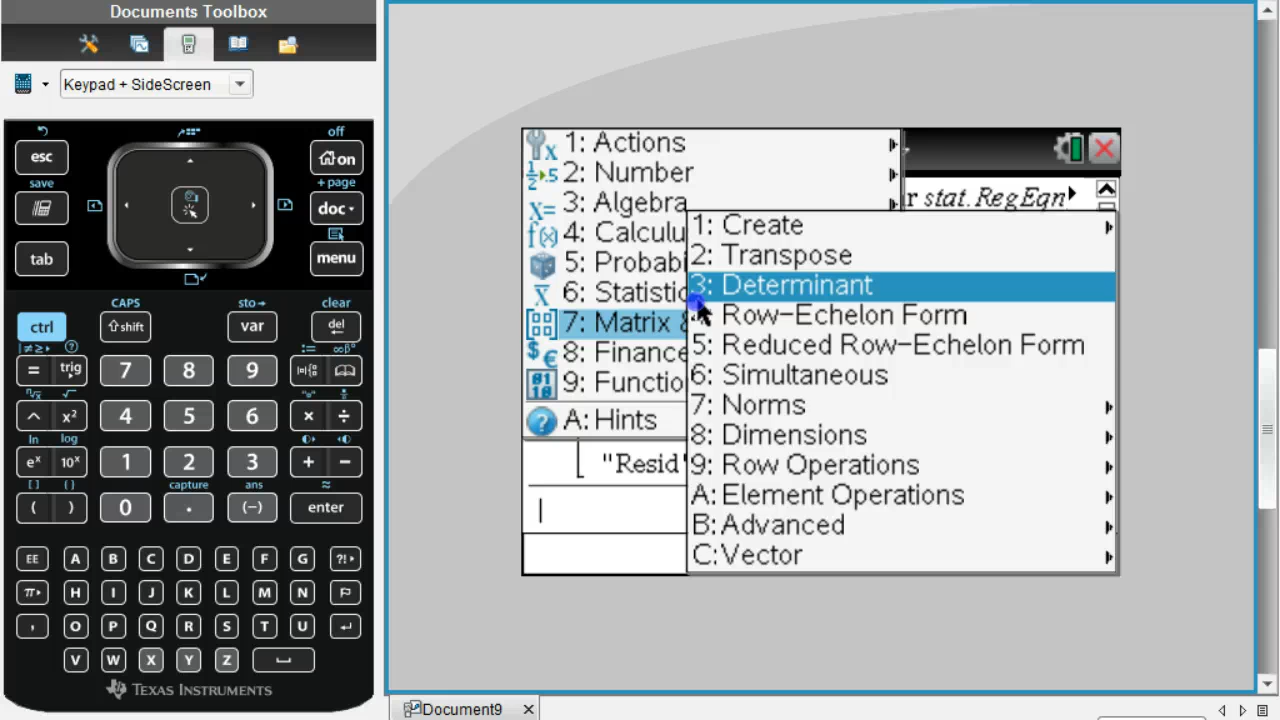 Documents Toolbox
Keypad + SideScreen
esc
save
tab
off
on
+ page
doc
menu
CAPS
sto→
clear
ctrl
shift
var
del
|≠≥►
:=
∞β°
=
trig
7
8
9
|□|{8
n√x
√
^
x²
4
5
6
×
÷
ln
log
eˣ
10ˣ
1
2
3
+
−
[ ]
{ }
capture
ans
≈
(
)
0
.
(−)
enter
EE
A
B
C
D
E
F
G
?!▸
π▸
H
I
J
K
L
M
N
,
O
P
Q
R
S
T
U
V
W
X
Y
Z
TEXAS INSTRUMENTS
1: Actions
2: Number
3: Algebra
4: Calculu
5: Probabi
6: Statistic
7: Matrix &
8: Finance
9: Functio
A: Hints
r stat.RegEqn▸
1: Create
2: Transpose
3: Determinant
Row−Echelon Form
5: Reduced Row−Echelon Form
6: Simultaneous
7: Norms
8: Dimensions
9: Row Operations
A: Element Operations
B: Advanced
C: Vector
"Resid"
Document9